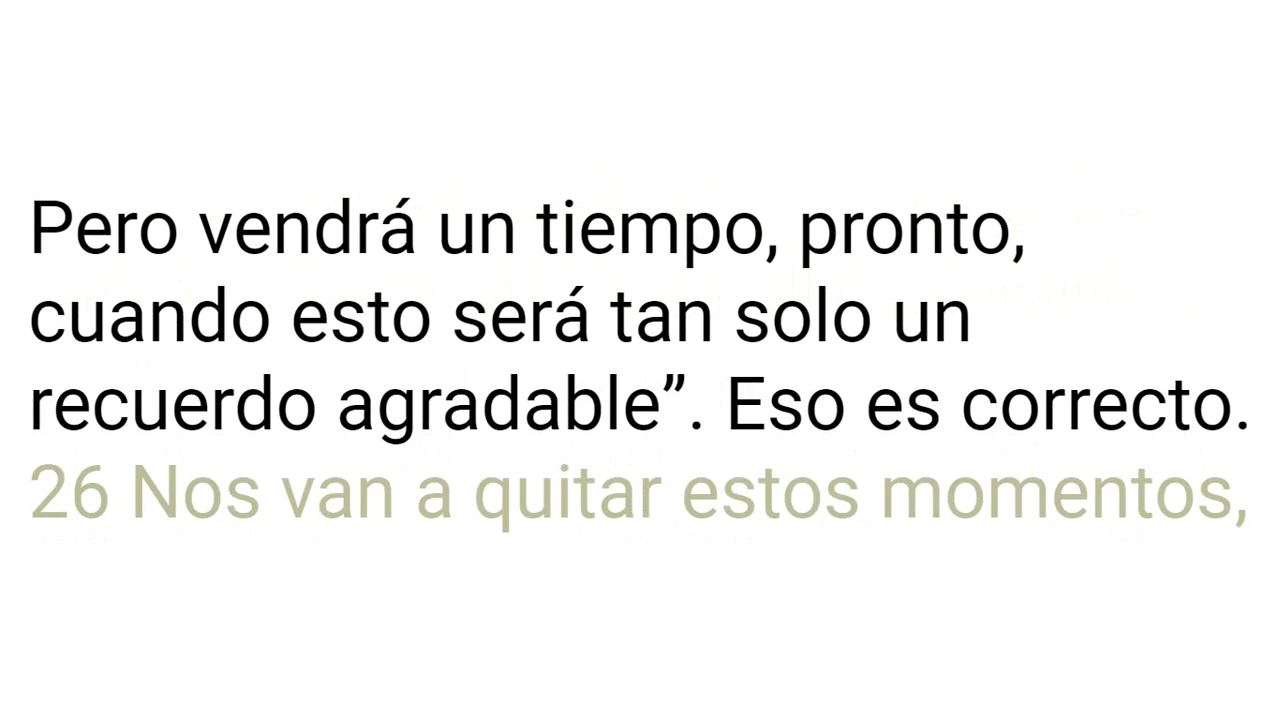 Pero vendrá un tiempo, pronto,
cuando esto será tan solo un
recuerdo agradable”. Eso es correcto.
26 Nos van a quitar estos momentos,